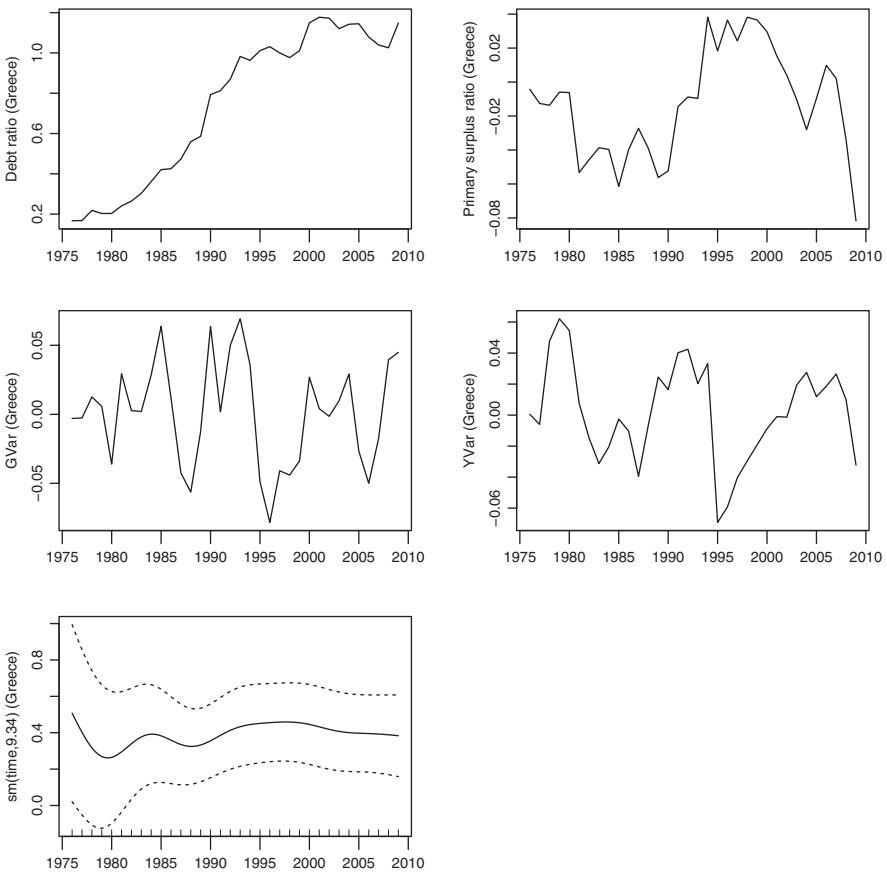 Debt ratio (Greece)
0.2 0.6 1.0
1975 1980 1985 1990 1995 2000 2005 2010
Primary surplus ratio (Greece)
−0.08 −0.02 0.02
1975 1980 1985 1990 1995 2000 2005 2010
GVar (Greece)
−0.05 0.00 0.05
1975 1980 1985 1990 1995 2000 2005 2010
YVar (Greece)
−0.06 0.00 0.04
1975 1980 1985 1990 1995 2000 2005 2010
sm(time,9.34) (Greece)
0.0 0.4 0.8
1975 1980 1985 1990 1995 2000 2005 2010